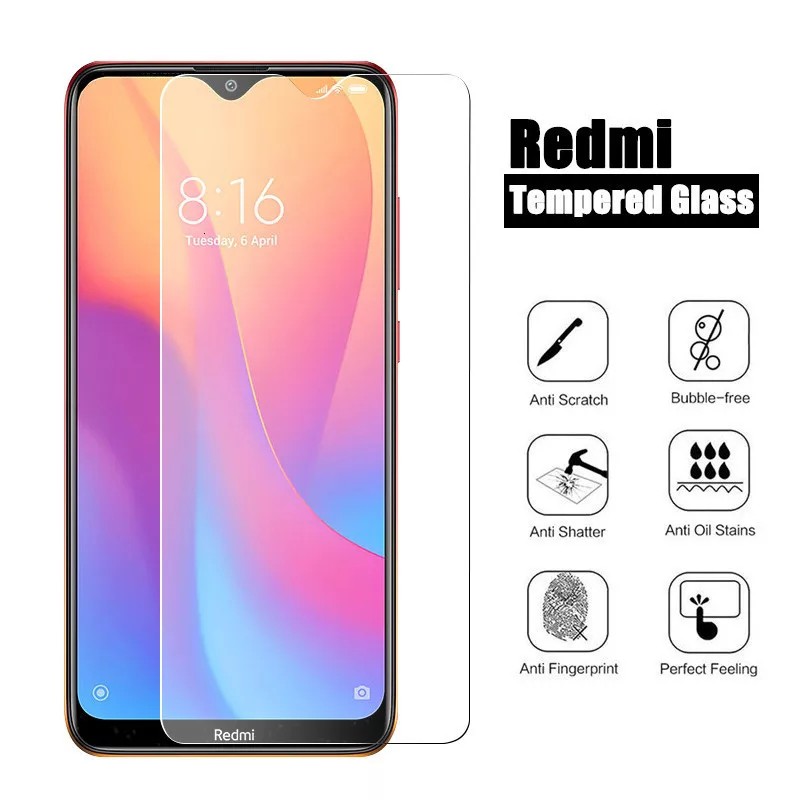 8:16
Tuesday, 6 April
Redmi
Redmi
Tempered Glass
Anti Scratch
Bubble-free
Anti Shatter
Anti Oil Stains
Anti Fingerprint
Perfect Feeling